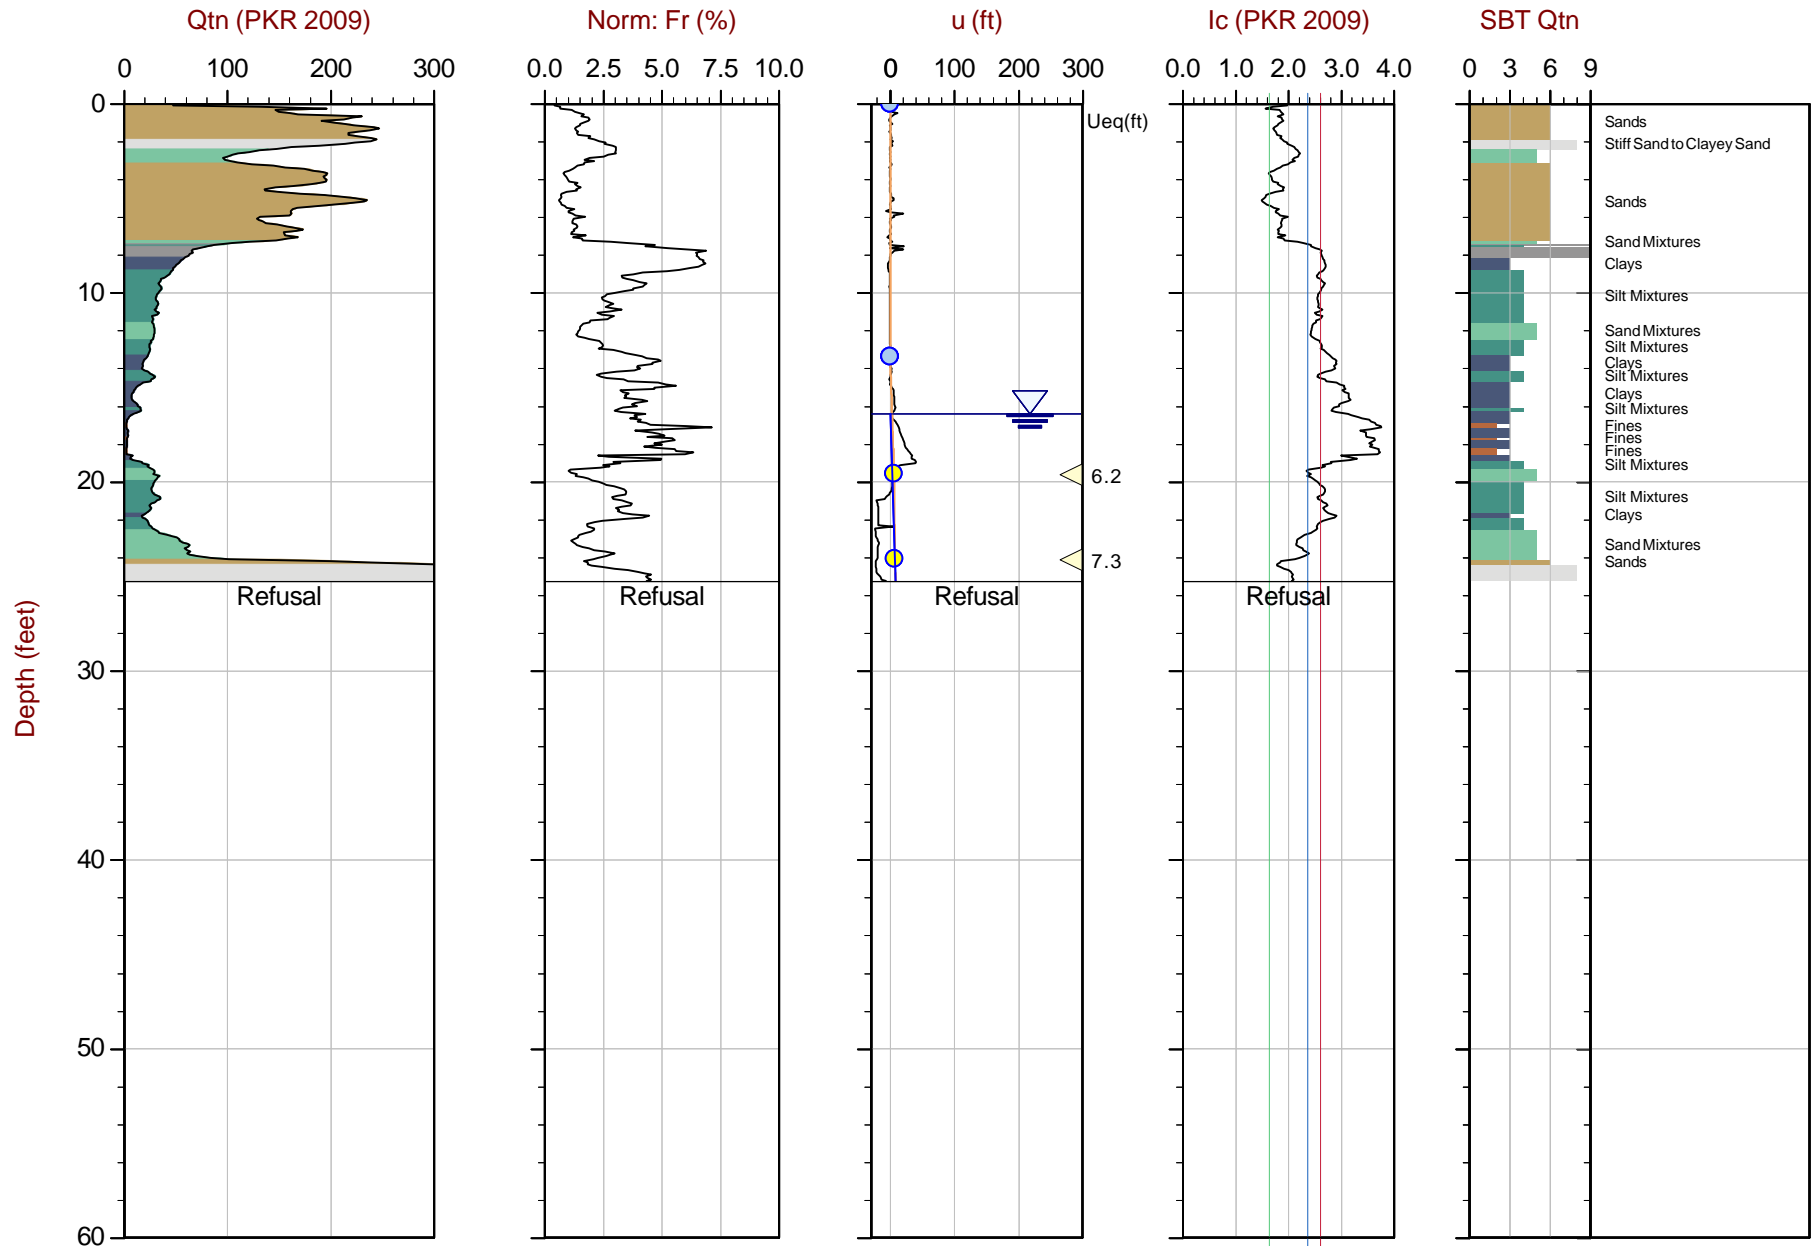 Qtn (PKR 2009) Norm: Fr (%) u (ft) Ic (PKR 2009) SBT Qtn
0 100 200 300 0.0 2.5 5.0 7.5 10.0 0 100 200 300 0.0 1.0 2.0 3.0 4.0 0 3 6 9
0
Ueq(ft)
Sands
Stiff Sand to Clayey Sand
Sands
Sand Mixtures
Clays
10
Silt Mixtures
Sand Mixtures
Silt Mixtures
Clays
Silt Mixtures
Clays
Silt Mixtures
Fines
Fines
Fines
Silt Mixtures
6.2
20
Silt Mixtures
Clays
Sand Mixtures
7.3
Sands
Refusal Refusal Refusal Refusal
30
Depth (feet)
40
50
60